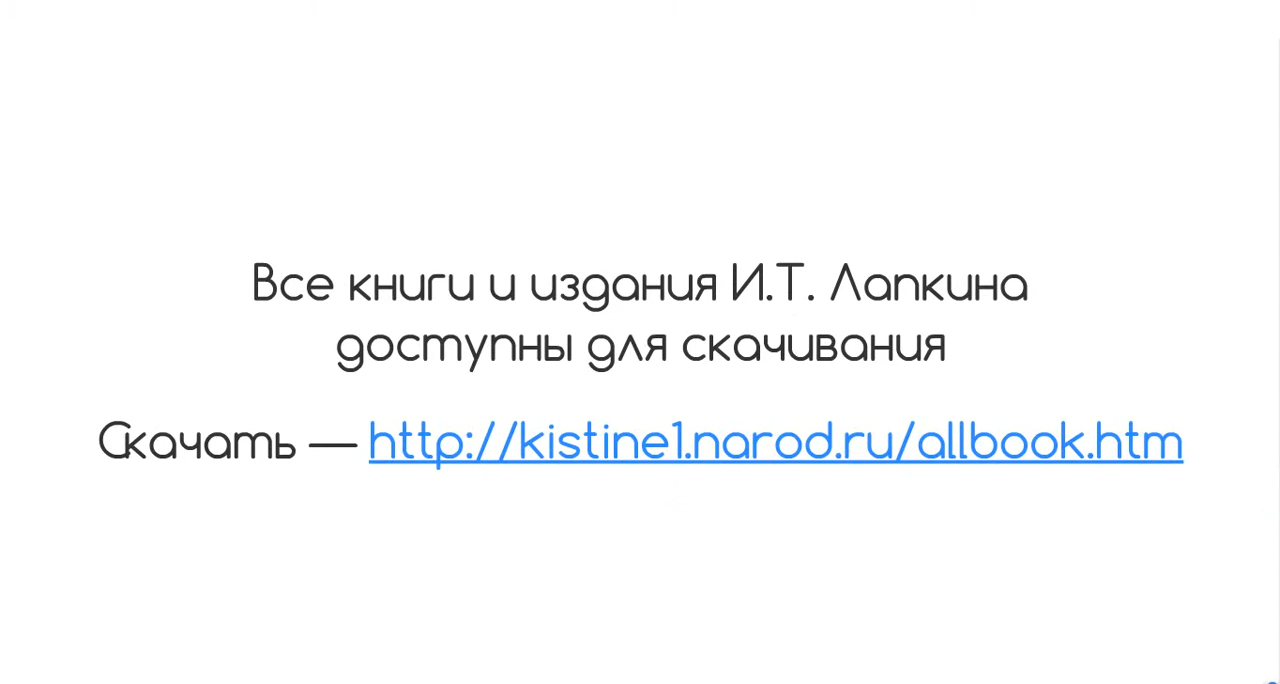 Все книги и издания И.Т. Лапкина
доступны для скачивания
Скачать — http://kistine1.narod.ru/allbook.htm